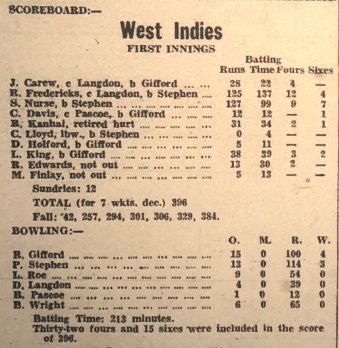 SCOREBOARD:—
West Indies
FIRST INNINGS
Batting
Runs Time Fours Sixes
J. Carew, c Langdon, b Gifford ... ... 28 22 4 —
R. Fredericks, c Langdon, b Stephen .... 125 137 12 4
S. Nurse, b Stephen ... ... ... ... ... ... 127 99 9 7
C. Davis, c Pascoe, b Gifford ... ... ... 12 12 — 1
R. Kanhai, retired hurt ... ... ... ... ... 31 34 2 1
C. Lloyd, lbw., b Stephen ... ... ... ... 0 4 — —
D. Holford, b Gifford ... ... ... ... ... 5 11 — —
L. King, b Gifford ... ... ... ... ... ... 38 39 3 2
R. Edwards, not out ... ... ... ... ... ... 13 30 2 —
M. Finlay, not out ... ... ... ... ... ... 5 13 — —
Sundries: 12
TOTAL (for 7 wkts. dec.) 396
Fall: '42, 257, 294, 301, 306, 329, 384.
BOWLING:—
O. M. R. W.
R. Gifford ... ... ... ... ... ... ... ... 15 0 100 4
P. Stephen ... ... ... ... ... ... ... ... 13 0 114 3
L. Roe ... ... ... ... ... ... ... ... ... 9 0 54 0
D. Langdon ... ... ... ... ... ... ... ... 4 0 39 0
B. Pascoe ... ... ... ... ... ... ... ... 1 0 12 0
B. Wright ... ... ... ... ... ... ... ... 6 0 65 0
Batting Time: 213 minutes.
Thirty-two fours and 15 sixes were included in the score
of 396.